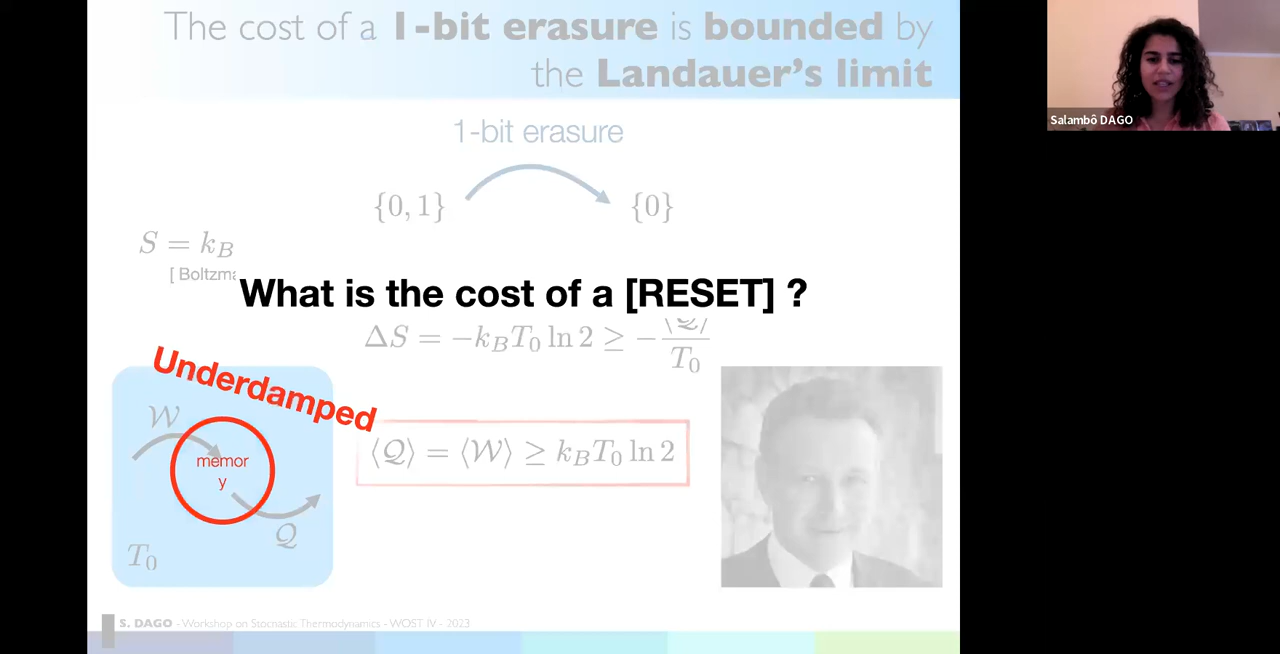 The cost of a 1-bit erasure is bounded by
the Landauer's limit
Salambô DAGO
1-bit erasure
{0, 1} {0}
S = k_B
[ Boltzma
What is the cost of a [RESET] ?
ΔS = −k_B T_0 ln 2 ≥ − ⟨Q⟩/T_0
Underdamped
W
⟨Q⟩ = ⟨W⟩ ≥ k_B T_0 ln 2
memor
y
Q
T_0
S. DAGO - Workshop on Stochastic Thermodynamics - WOST IV - 2023